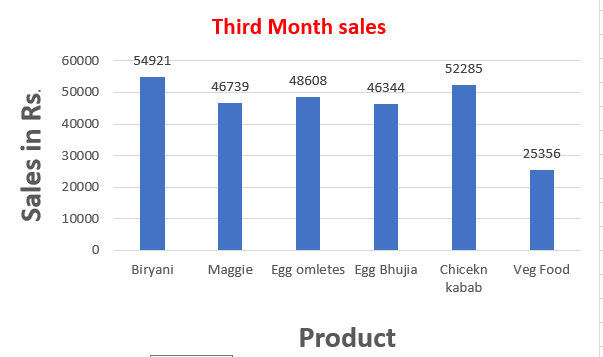 Third Month sales
Sales in Rs.
60000
50000
40000
30000
20000
10000
0
54921
46739
48608
46344
52285
25356
Biryani
Maggie
Egg omletes
Egg Bhujia
Chicekn
kabab
Veg Food
Product